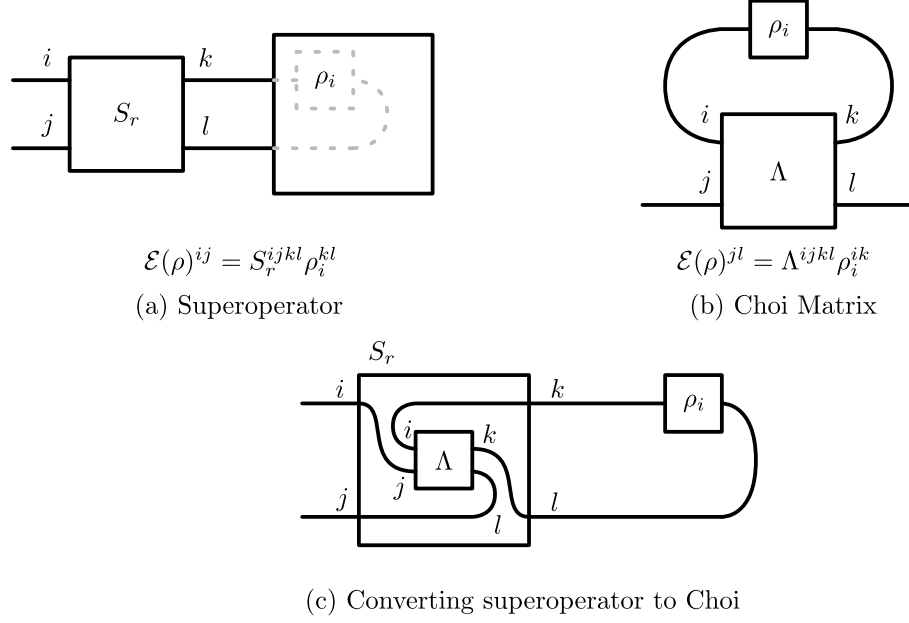 i k ρ_i
j S_r l
ℰ(ρ)^{ij} = S_r^{ijkl} ρ_i^{kl}
(a) Superoperator
ρ_i
i k
j Λ l
ℰ(ρ)^{jl} = Λ^{ijkl} ρ_i^{ik}
(b) Choi Matrix
S_r
i k ρ_i
i k
Λ
j
j l l
(c) Converting superoperator to Choi